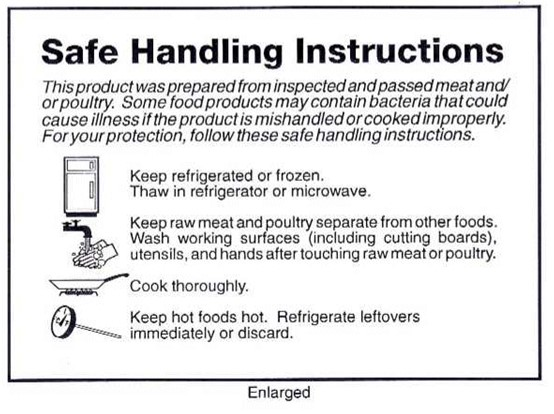 Safe Handling Instructions
This product was prepared from inspected and passed meat and/
or poultry. Some food products may contain bacteria that could
cause illness if the product is mishandled or cooked improperly.
For your protection, follow these safe handling instructions.
Keep refrigerated or frozen.
Thaw in refrigerator or microwave.
Keep raw meat and poultry separate from other foods.
Wash working surfaces (including cutting boards),
utensils, and hands after touching raw meat or poultry.
Cook thoroughly.
Keep hot foods hot. Refrigerate leftovers
immediately or discard.
Enlarged